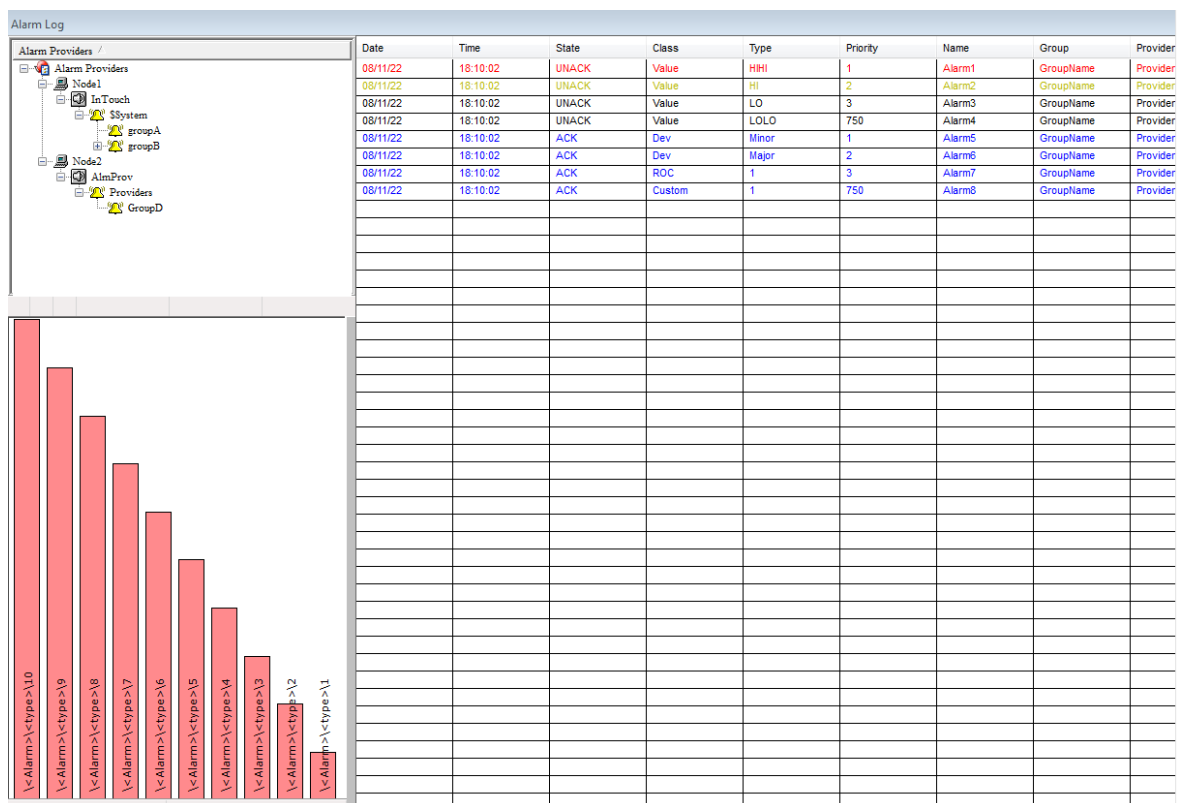 Alarm Log
Alarm Providers /
Alarm Providers
Node1
InTouch
$System
groupA
groupB
Node2
AlmProv
Providers
GroupD
Date Time State Class Type Priority Name Group Provider
08/11/22 18:10:02 UNACK Value HIHI 1 Alarm1 GroupName Provider
08/11/22 18:10:02 UNACK Value HI 2 Alarm2 GroupName Provider
08/11/22 18:10:02 UNACK Value LO 3 Alarm3 GroupName Provider
08/11/22 18:10:02 UNACK Value LOLO 750 Alarm4 GroupName Provider
08/11/22 18:10:02 ACK Dev Minor 1 Alarm5 GroupName Provider
08/11/22 18:10:02 ACK Dev Major 2 Alarm6 GroupName Provider
08/11/22 18:10:02 ACK ROC 1 3 Alarm7 GroupName Provider
08/11/22 18:10:02 ACK Custom 1 750 Alarm8 GroupName Provider
\<Alarm>\<type>\10
\<Alarm>\<type>\9
\<Alarm>\<type>\8
\<Alarm>\<type>\7
\<Alarm>\<type>\6
\<Alarm>\<type>\5
\<Alarm>\<type>\4
\<Alarm>\<type>\3
\<Alarm>\<type>\2
\<Alarm>\<type>\1